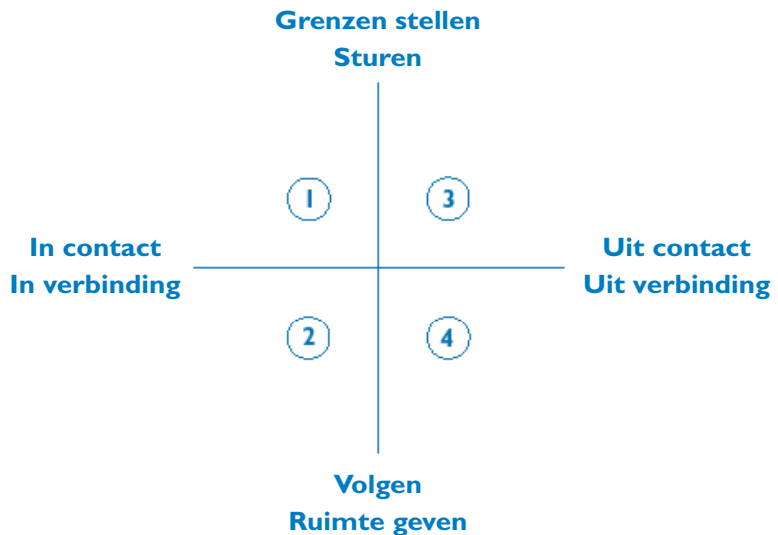 Grenzen stellen
Sturen
1
3
In contact
In verbinding
Uit contact
Uit verbinding
2
4
Volgen
Ruimte geven